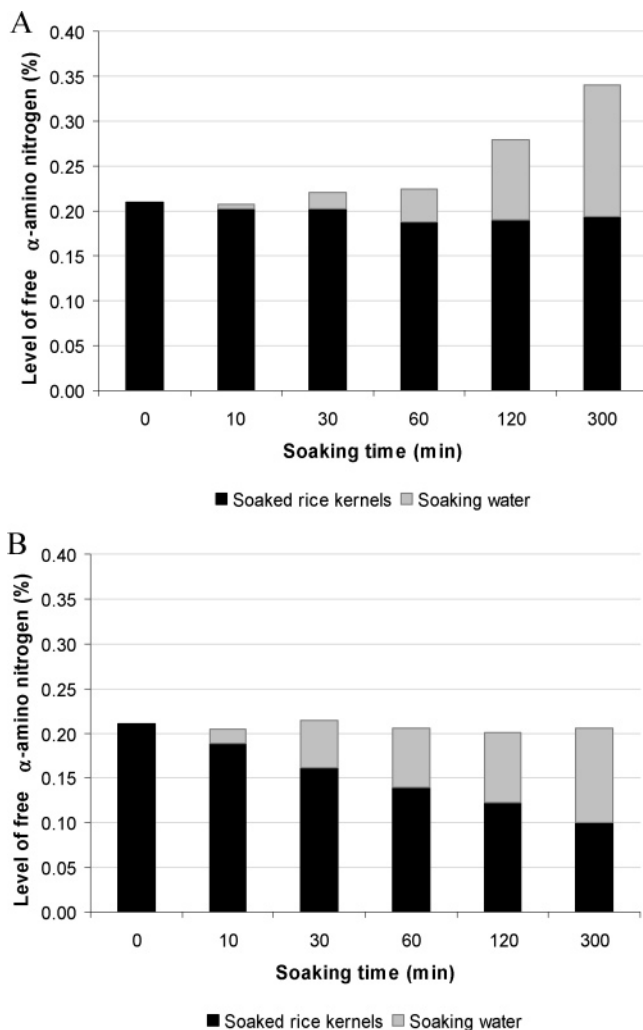 A
Level of free α-amino nitrogen (%)
0.40
0.35
0.30
0.25
0.20
0.15
0.10
0.05
0.00
0 10 30 60 120 300
Soaking time (min)
Soaked rice kernels Soaking water
B
Level of free α-amino nitrogen (%)
0.40
0.35
0.30
0.25
0.20
0.15
0.10
0.05
0.00
0 10 30 60 120 300
Soaking time (min)
Soaked rice kernels Soaking water